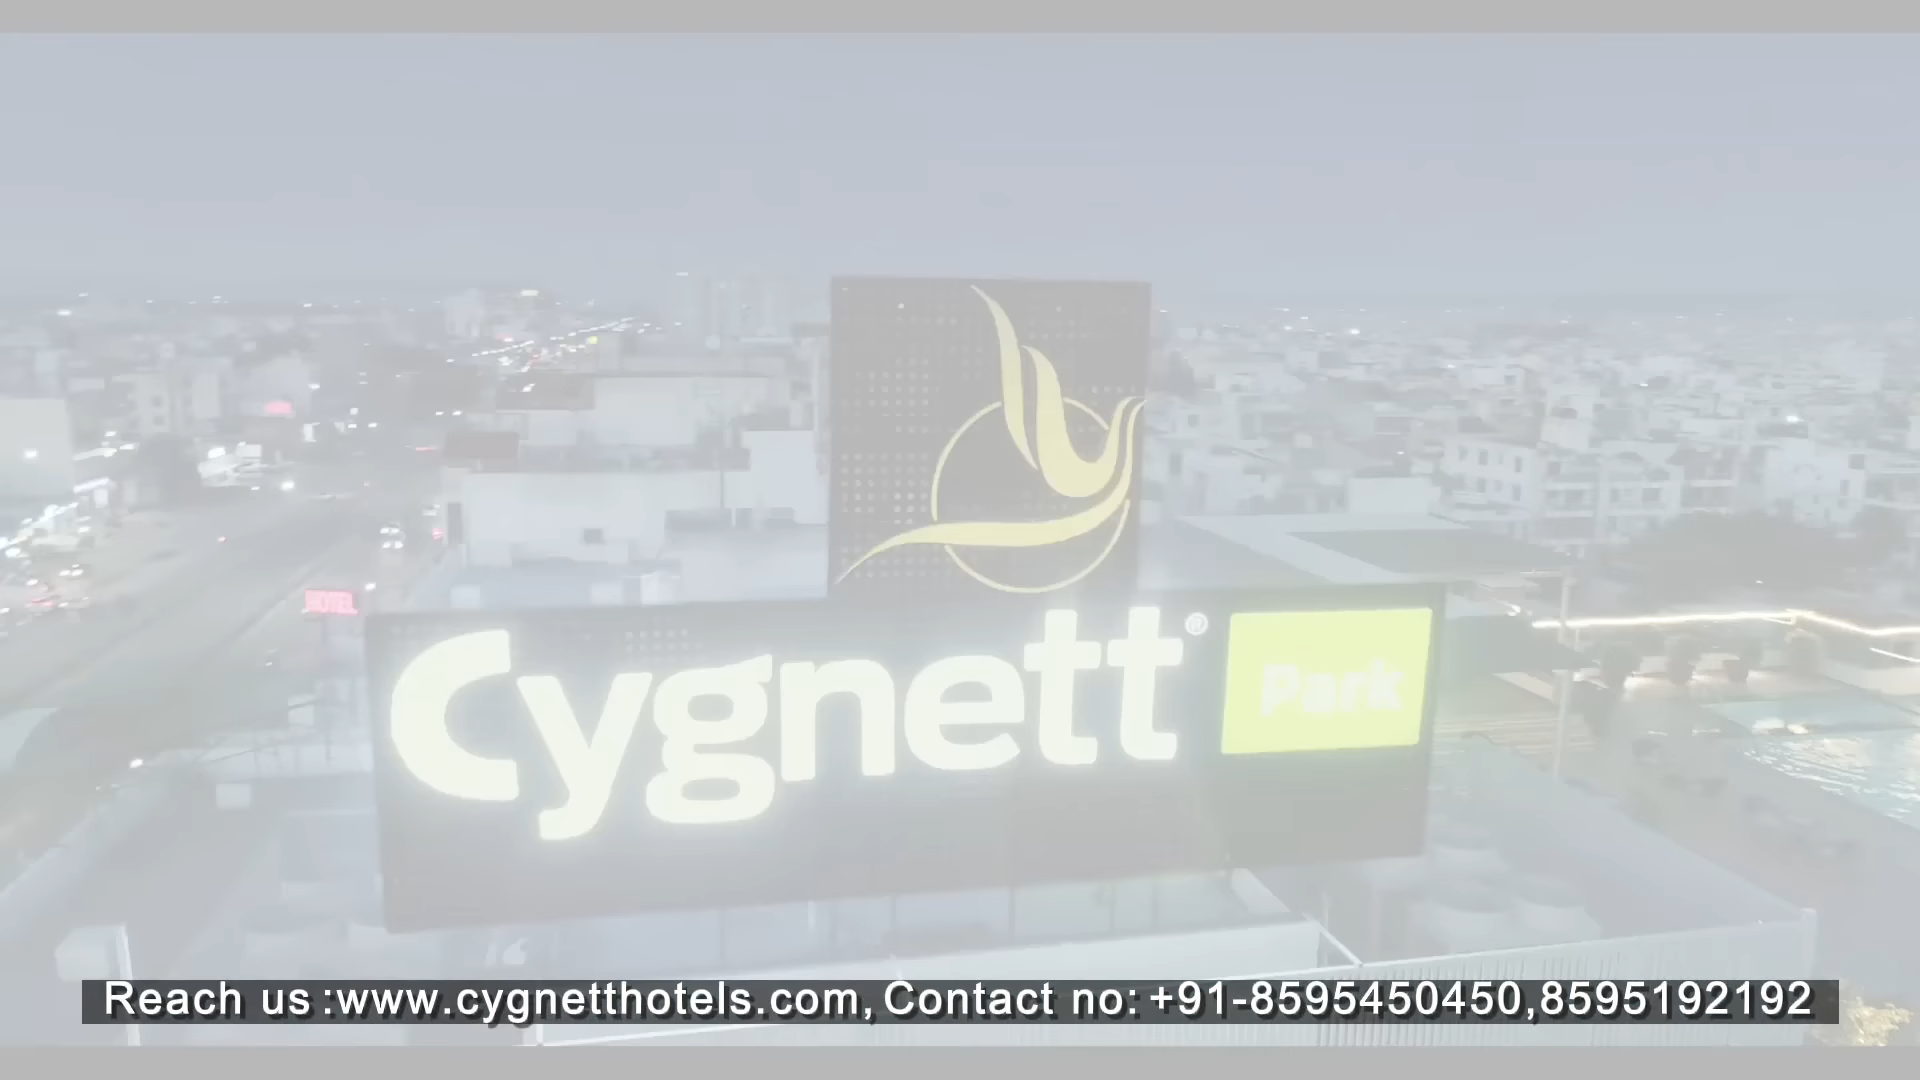 HOTEL
Cygnett® Park
Reach us :www.cygnetthotels.com, Contact no: +91-8595450450,8595192192